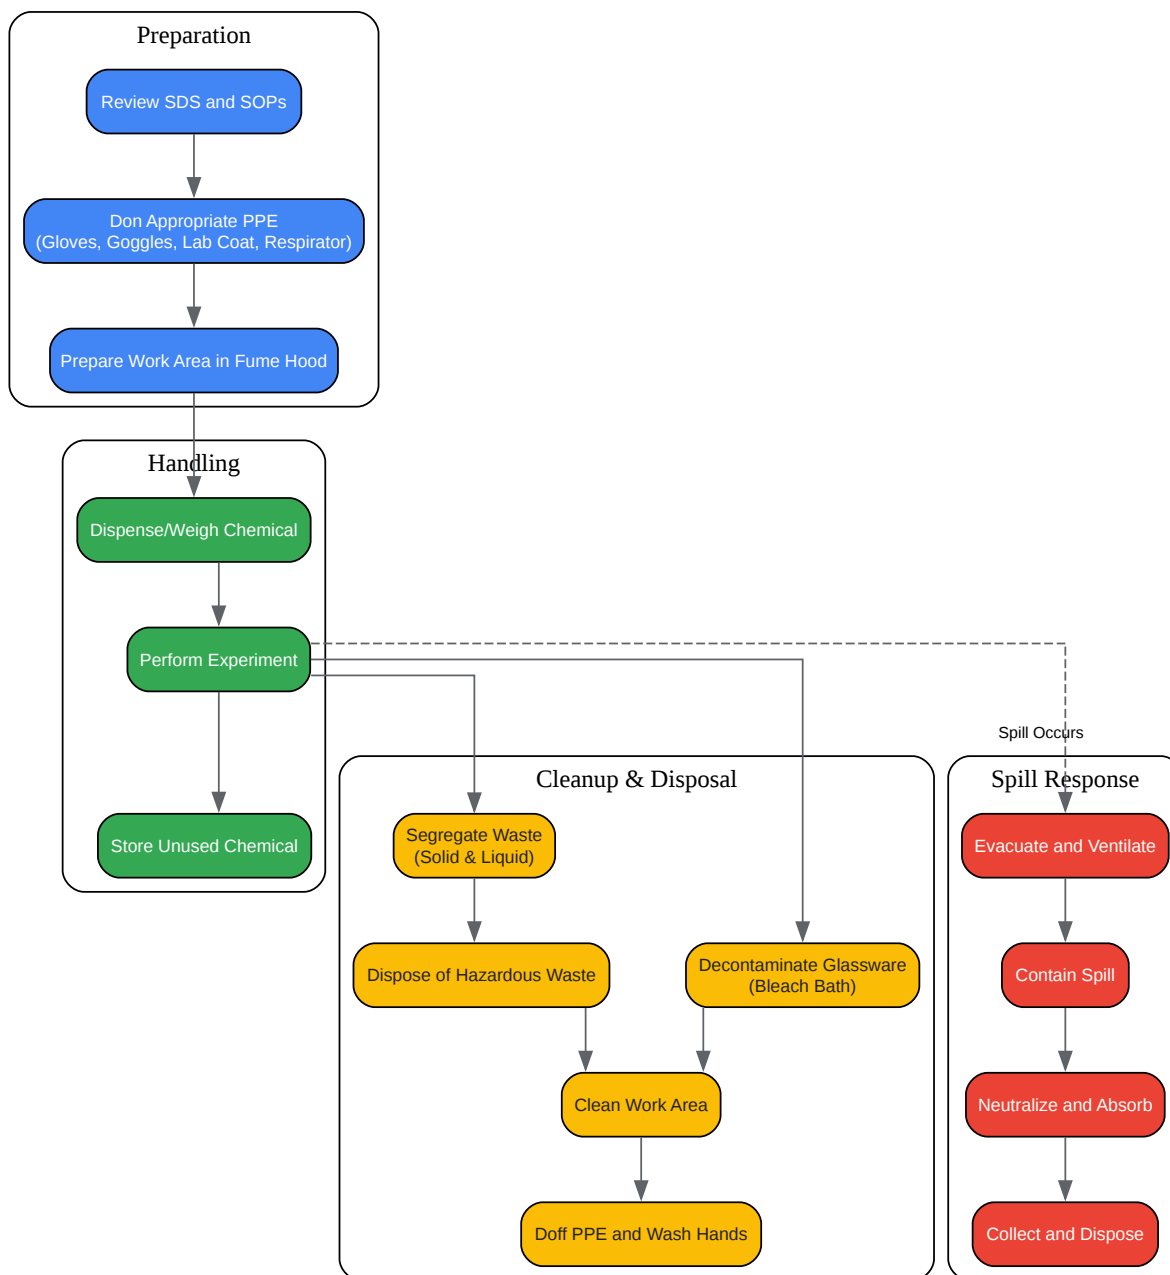 Preparation
Review SDS and SOPs
Don Appropriate PPE
(Gloves, Goggles, Lab Coat, Respirator)
Prepare Work Area in Fume Hood
Handling
Dispense/Weigh Chemical
Perform Experiment
Store Unused Chemical
Cleanup & Disposal
Segregate Waste
(Solid & Liquid)
Dispose of Hazardous Waste
Decontaminate Glassware
(Bleach Bath)
Clean Work Area
Doff PPE and Wash Hands
Spill Occurs
Spill Response
Evacuate and Ventilate
Contain Spill
Neutralize and Absorb
Collect and Dispose